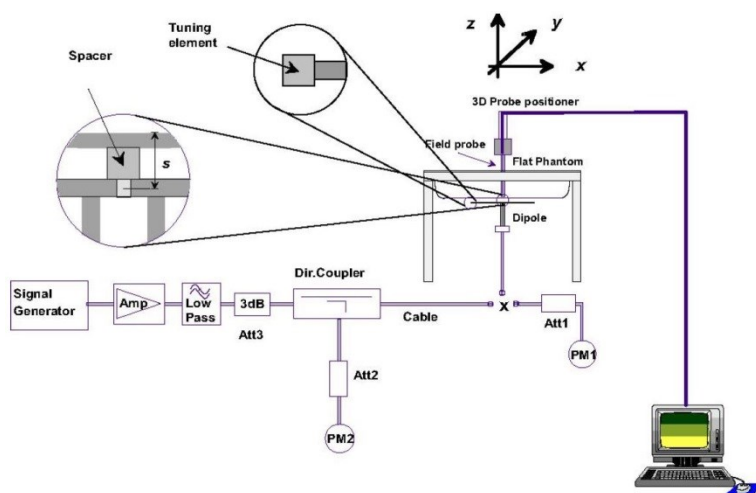 Tuning
element
Spacer
s
z
y
x
3D Probe positioner
Field probe
Flat Phantom
Dipole
Dir.Coupler
Signal
Generator
Amp
Low
Pass
3dB
Att3
Cable
x
Att1
PM1
Att2
PM2